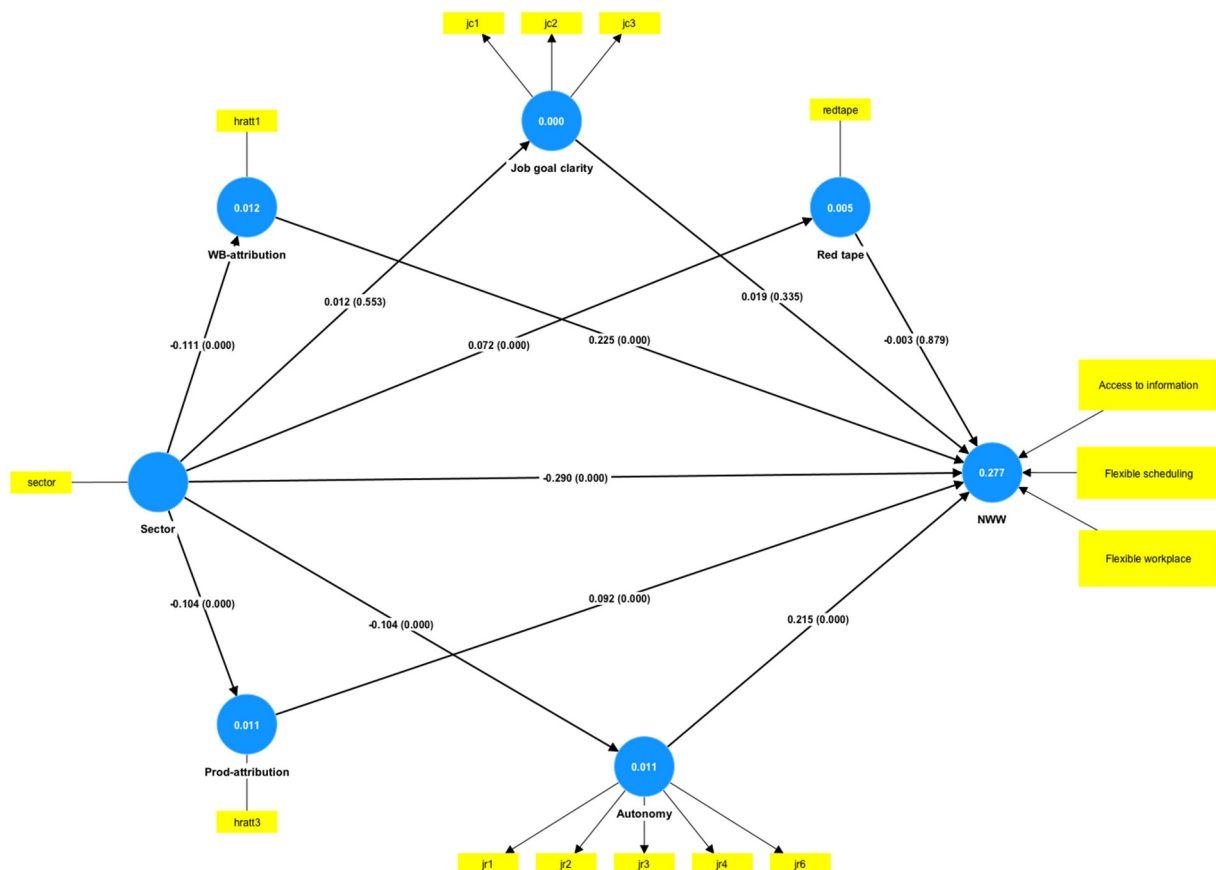 jc1 jc2 jc3
hratt1
redtape
0.000
Job goal clarity
0.012
WB-attribution
0.005
Red tape
0.012 (0.553)
0.019 (0.335)
-0.111 (0.000)
0.072 (0.000)
0.225 (0.000)
-0.003 (0.879)
Access to information
sector
Sector
-0.290 (0.000)
0.277
NWW
Flexible scheduling
Flexible workplace
-0.104 (0.000)
-0.104 (0.000)
0.092 (0.000)
0.215 (0.000)
0.011
Prod-attribution
hratt3
0.011
Autonomy
jr1 jr2 jr3 jr4 jr6